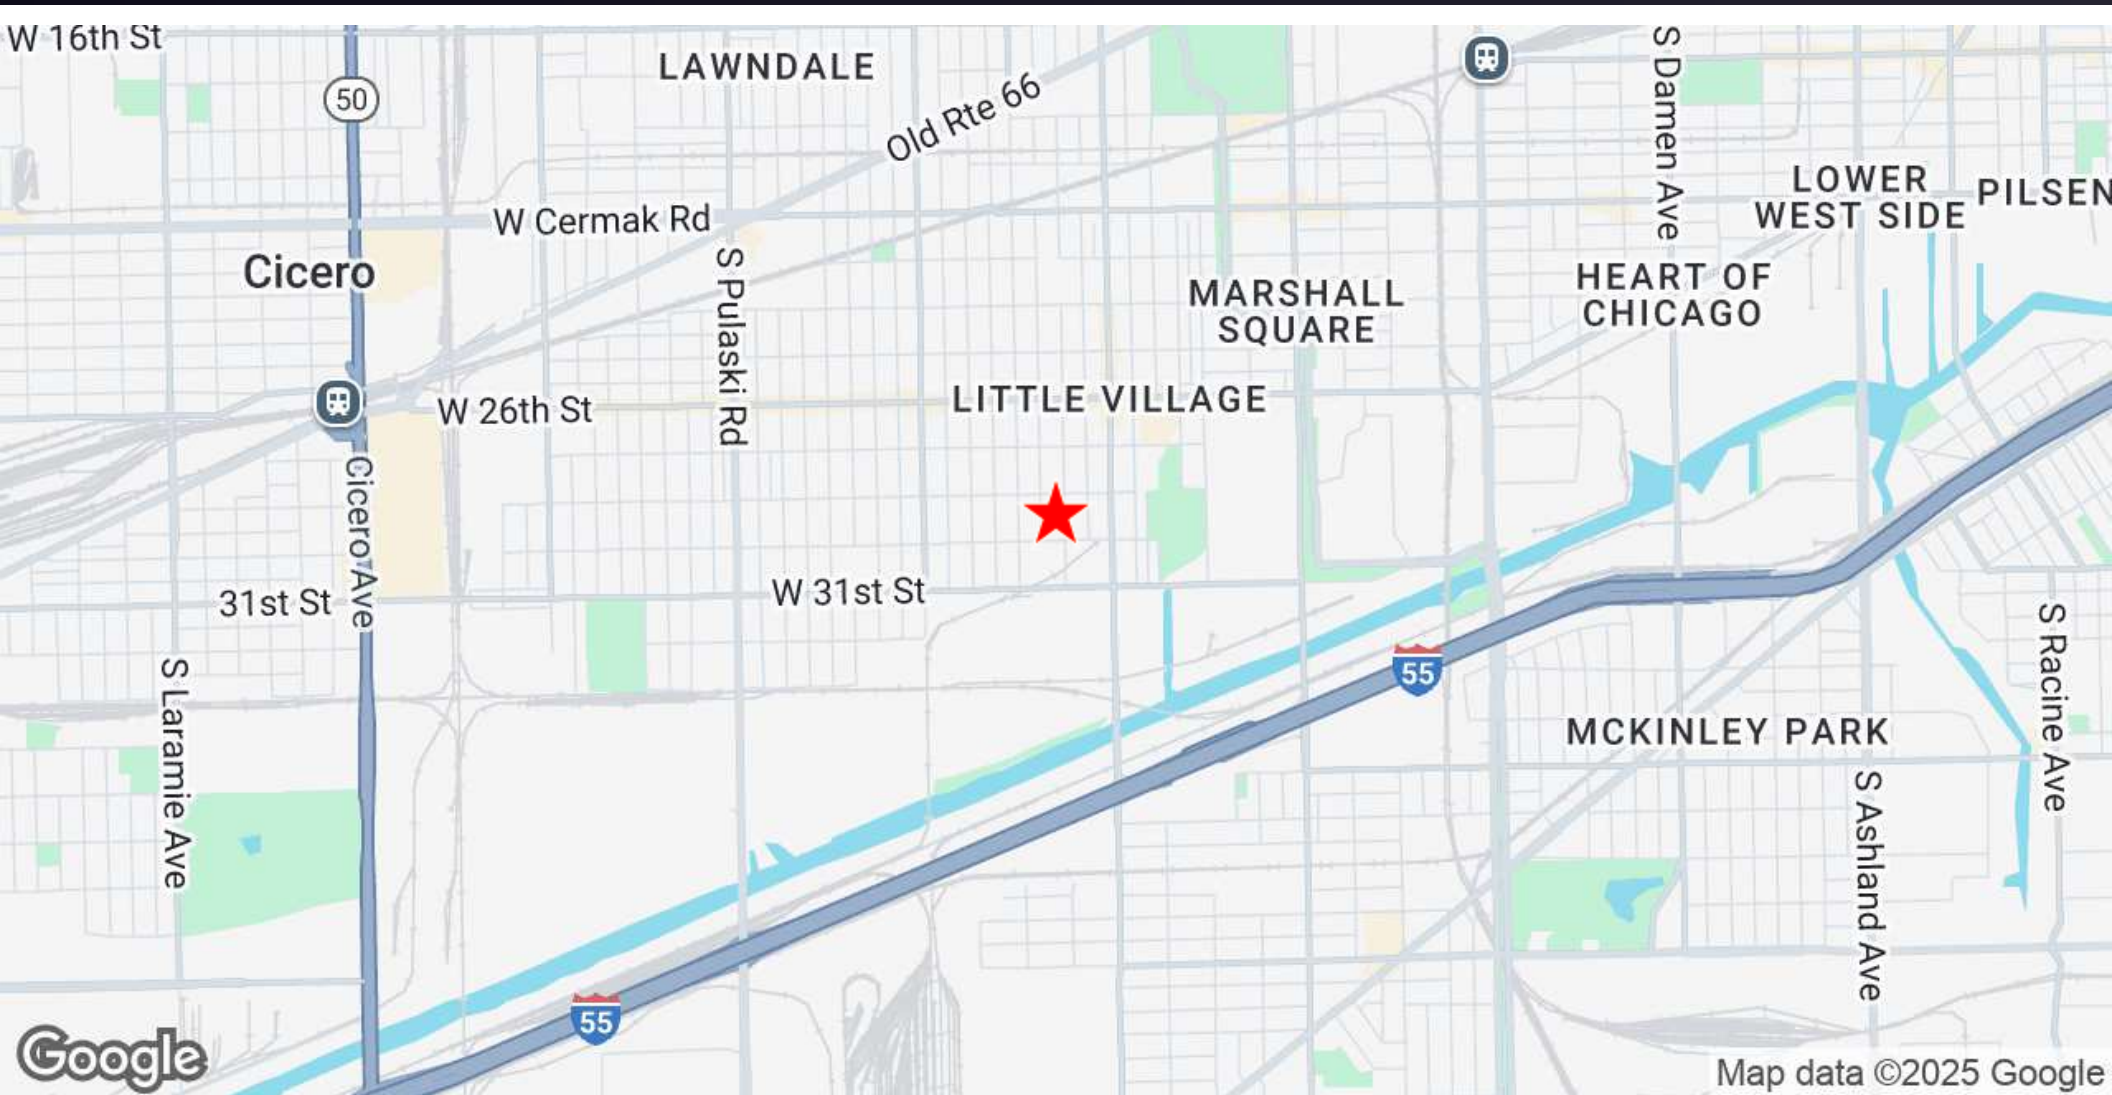 W 16th St
LAWNDALE
S Damen Ave
50
Old Rte 66
LOWER
WEST SIDE
PILSEN
W Cermak Rd
Cicero
S Pulaski Rd
MARSHALL
SQUARE
HEART OF
CHICAGO
W 26th St
LITTLE VILLAGE
Cicero Ave
31st St
W 31st St
S Laramie Ave
55
S Racine Ave
MCKINLEY PARK
S Ashland Ave
55
Google
Map data ©2025 Google